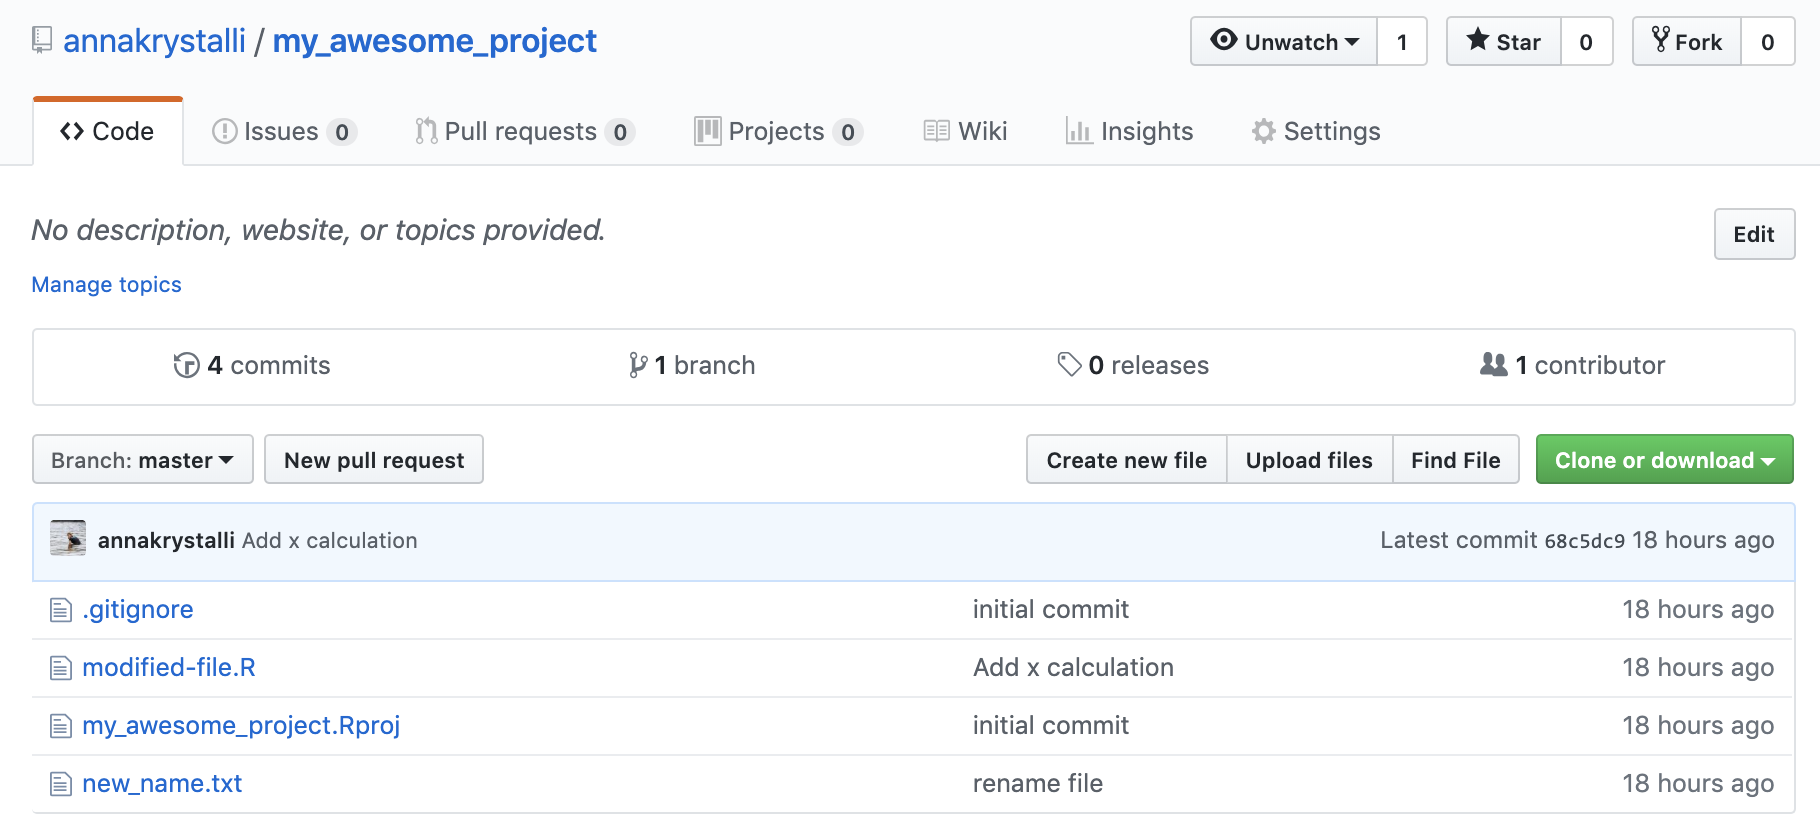 annakrystalli / my_awesome_project
Unwatch 1 Star 0 Fork 0
Code Issues 0 Pull requests 0 Projects 0 Wiki Insights Settings
No description, website, or topics provided.
Edit
Manage topics
4 commits 1 branch 0 releases 1 contributor
Branch: master New pull request Create new file Upload files Find File Clone or download
annakrystalli Add x calculation Latest commit 68c5dc9 18 hours ago
.gitignore initial commit 18 hours ago
modified-file.R Add x calculation 18 hours ago
my_awesome_project.Rproj initial commit 18 hours ago
new_name.txt rename file 18 hours ago